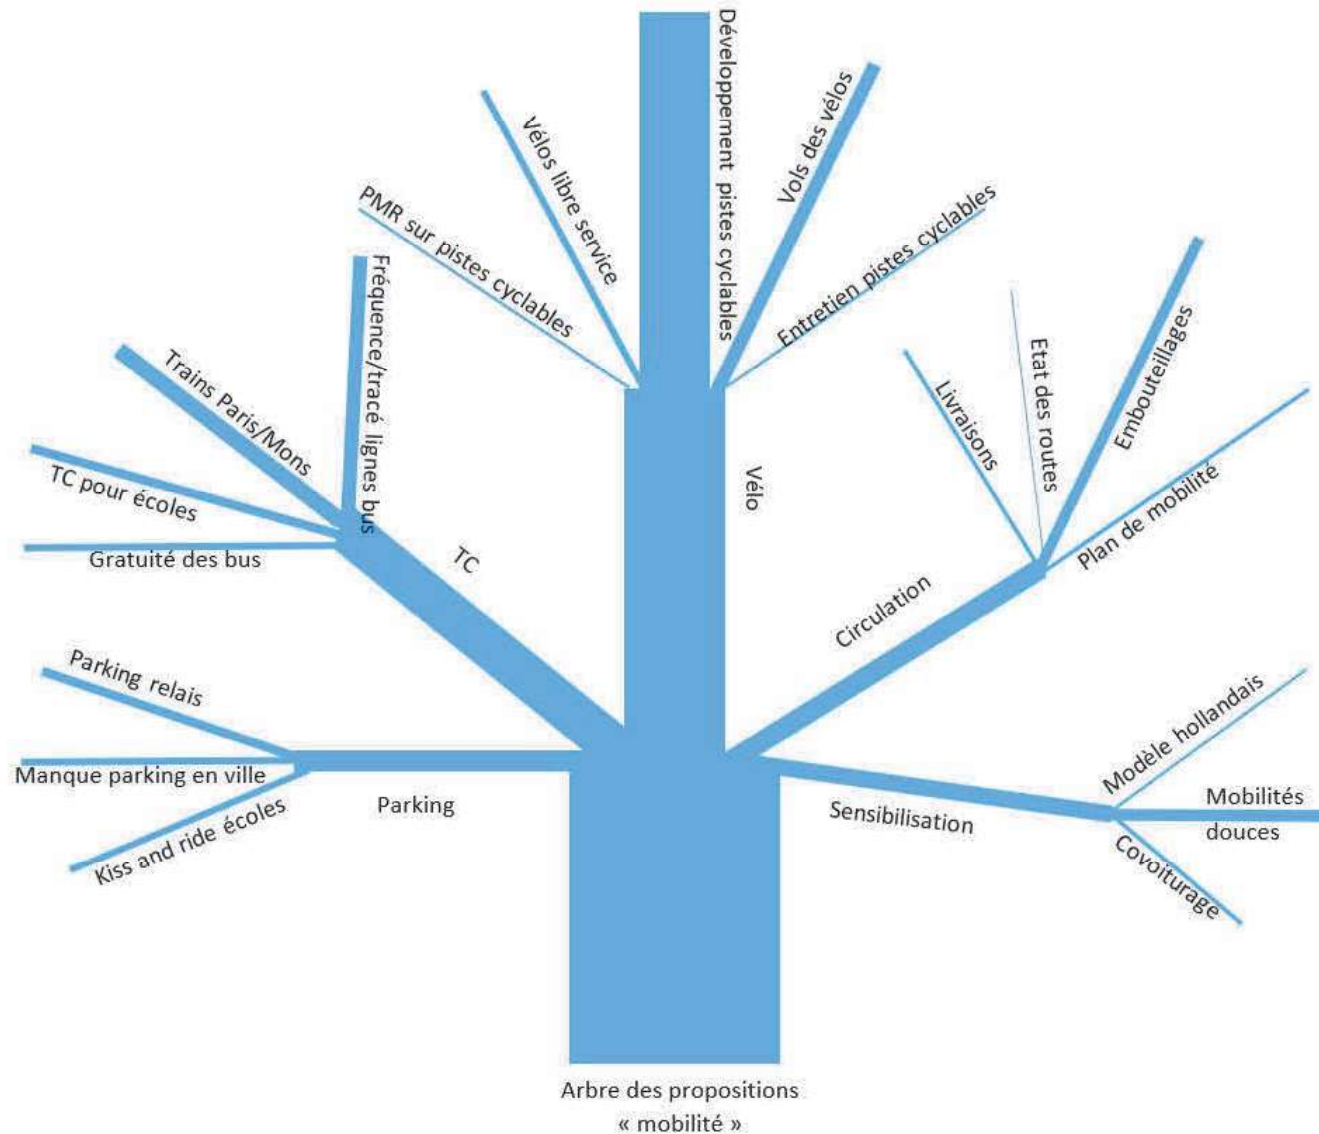 Développement pistes cyclables
Vols des vélos
Vélos libre service
PMR sur pistes cyclables
Entretien pistes cyclables
Fréquence/tracé lignes bus
Trains Paris/Mons
TC pour écoles
Gratuité des bus
TC
Vélo
Livraisons
Etat des routes
Embouteillages
Plan de mobilité
Circulation
Parking relais
Manque parking en ville
Kiss and ride écoles
Parking
Sensibilisation
Modèle hollandais
Mobilités
douces
Covoiturage
Arbre des propositions
« mobilité »